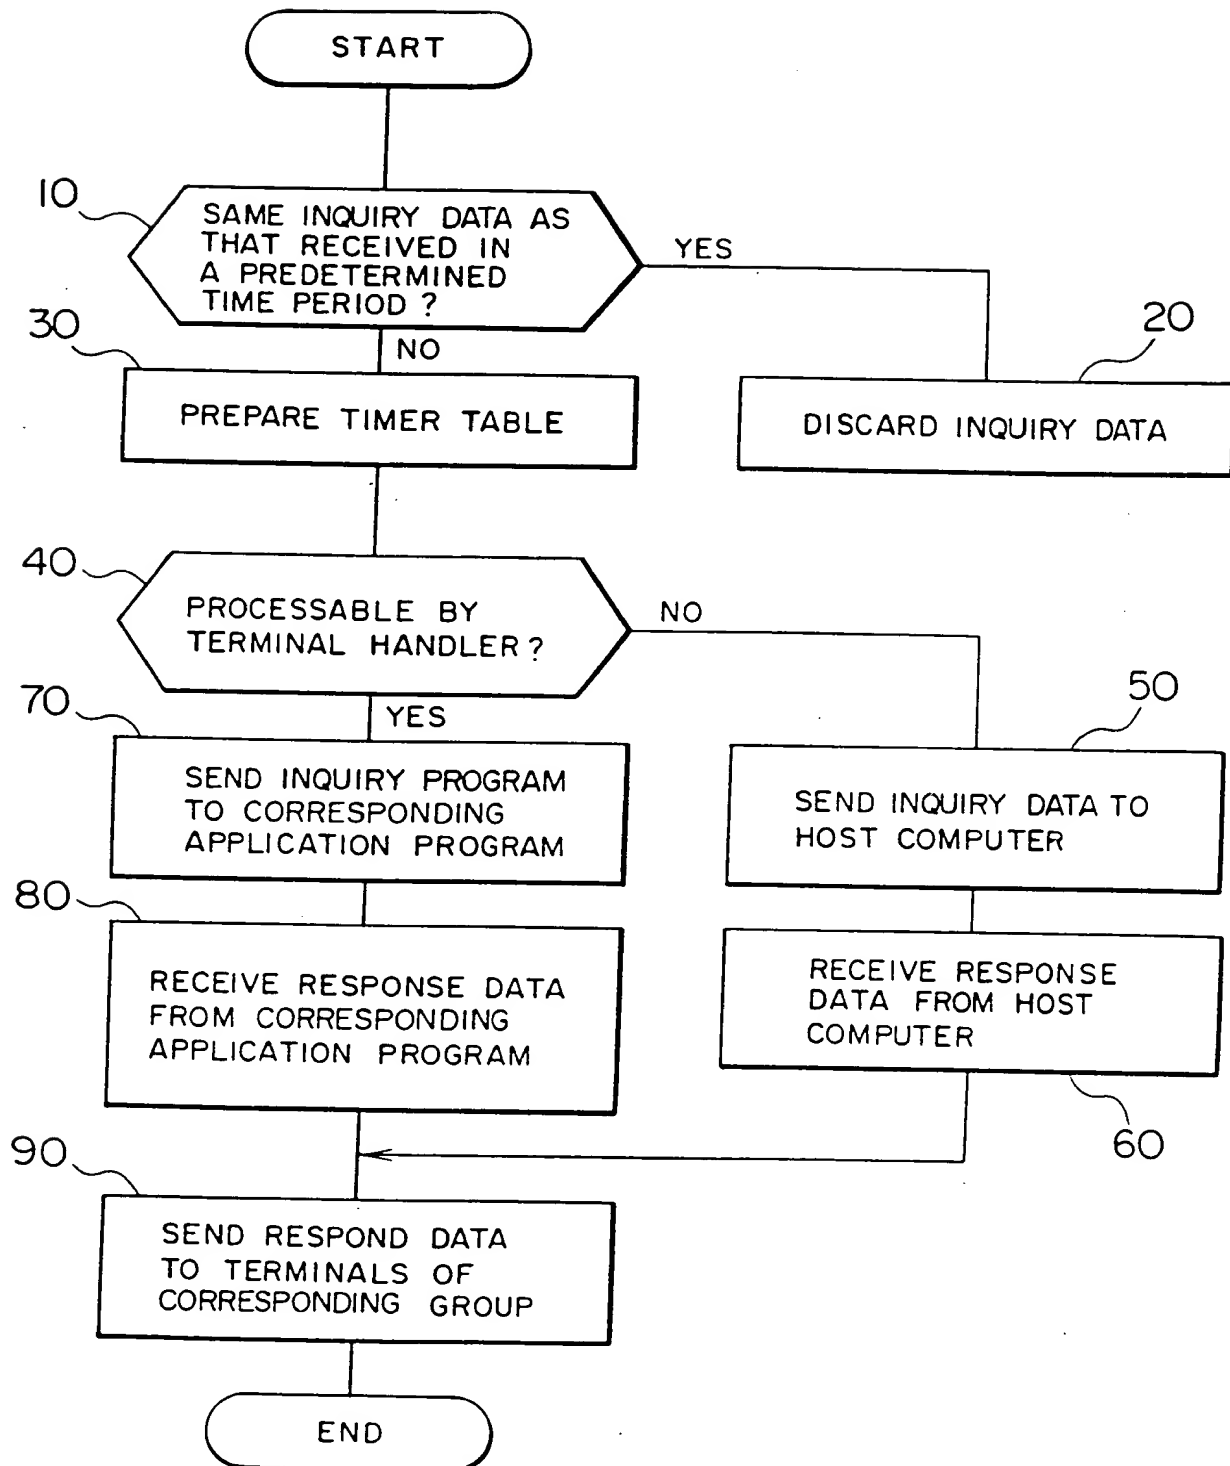 START
10
SAME INQUIRY DATA AS
THAT RECEIVED IN
A PREDETERMINED
TIME PERIOD ?
YES
NO
20
DISCARD INQUIRY DATA
30
PREPARE TIMER TABLE
40
PROCESSABLE BY
TERMINAL HANDLER ?
NO
YES
50
SEND INQUIRY DATA TO
HOST COMPUTER
70
SEND INQUIRY PROGRAM
TO CORRESPONDING
APPLICATION PROGRAM
80
RECEIVE RESPONSE DATA
FROM CORRESPONDING
APPLICATION PROGRAM
RECEIVE RESPONSE
DATA FROM HOST
COMPUTER
60
90
SEND RESPOND DATA
TO TERMINALS OF
CORRESPONDING GROUP
END